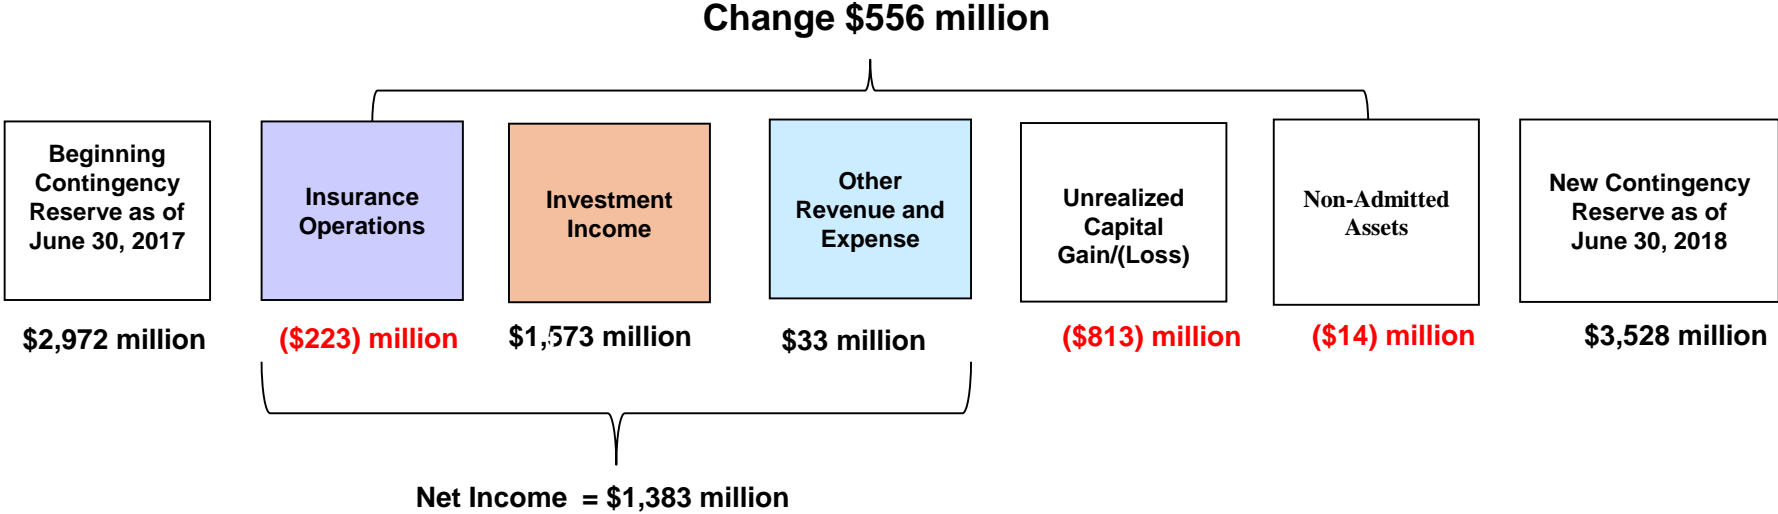 Change $556 million
Beginning
Contingency
Reserve as of
June 30, 2017
Insurance
Operations
Investment
Income
Other
Revenue and
Expense
Unrealized
Capital
Gain/(Loss)
Non-Admitted
Assets
New Contingency
Reserve as of
June 30, 2018
$2,972 million
($223) million
$1,573 million
$33 million
($813) million
($14) million
$3,528 million
Net Income = $1,383 million